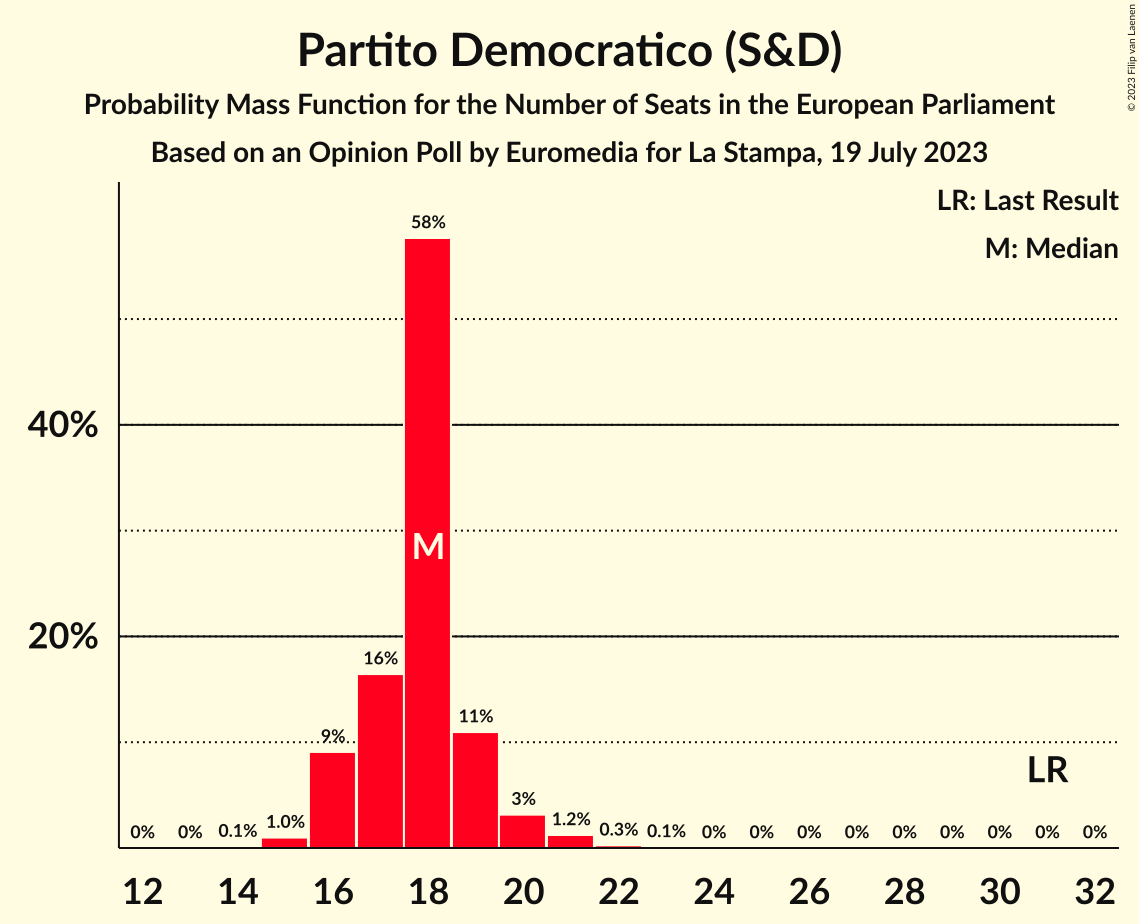 Partito Democratico (S&D)
Probability Mass Function for the Number of Seats in the European Parliament
Based on an Opinion Poll by Euromedia for La Stampa, 19 July 2023
© 2023 Filip van Laenen
LR: Last Result
M: Median
58%
40%
M
20%
16%
11%
9%
LR
3%
0% 0% 0.1% 1.0% 1.2% 0.3% 0.1% 0% 0% 0% 0% 0% 0% 0% 0% 0%
12 14 16 18 20 22 24 26 28 30 32